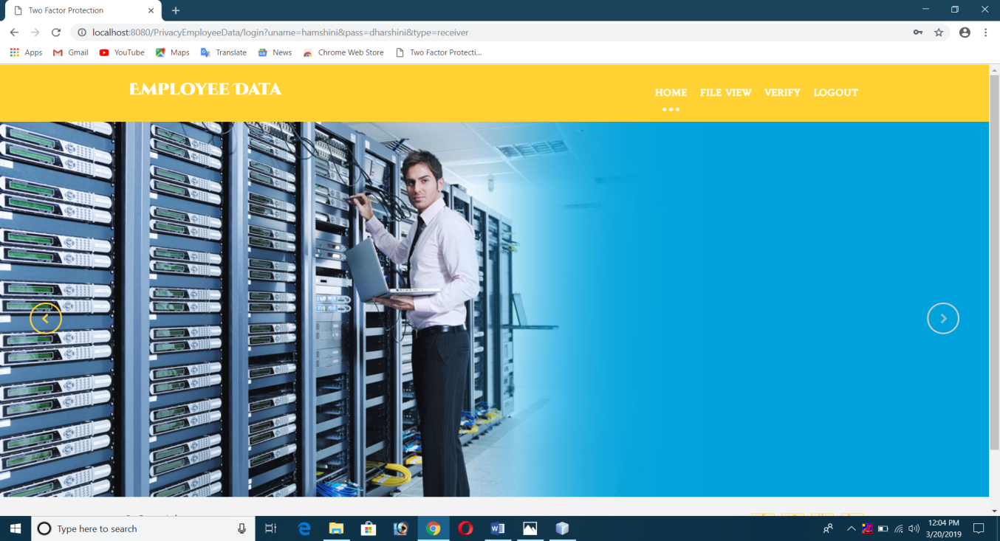 Two Factor Protection
localhost:8080/PrivacyEmployeeData/login?uname=hamshini&pass=dharshini&type=receiver
Apps Gmail YouTube Maps Translate News Chrome Web Store Two Factor Protecti...
EMPLOYEE DATA
HOME FILE VIEW VERIFY LOGOUT
Type here to search
12:04 PM
3/20/2019